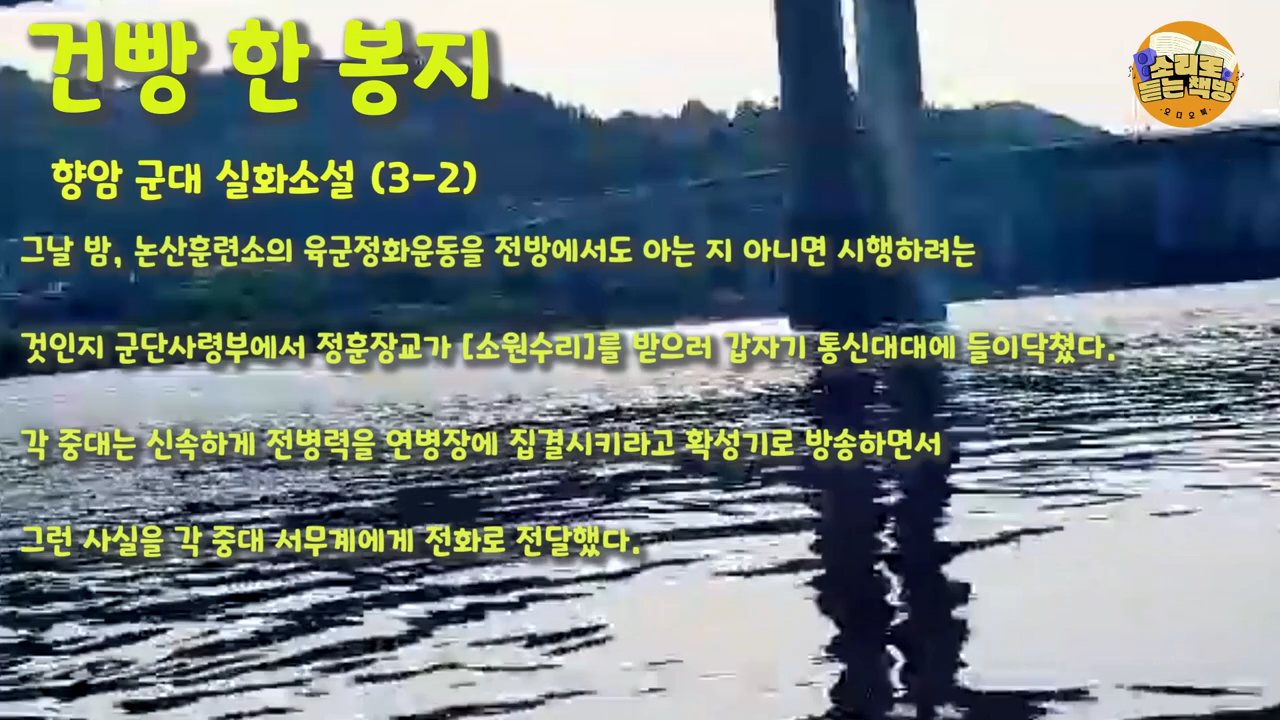 건빵 한 봉지
소리로
듣는 책방
·오디오북·
향암 군대 실화소설 (3-2)
그날 밤, 논산훈련소의 육군정화운동을 전방에서도 아는 지 아니면 시행하려는
것인지 군단사령부에서 정훈장교가 [소원수리]를 받으러 갑자기 통신대대에 들이닥쳤다.
각 중대는 신속하게 전병력을 연병장에 집결시키라고 확성기로 방송하면서
그런 사실을 각 중대 서무계에게 전화로 전달했다.